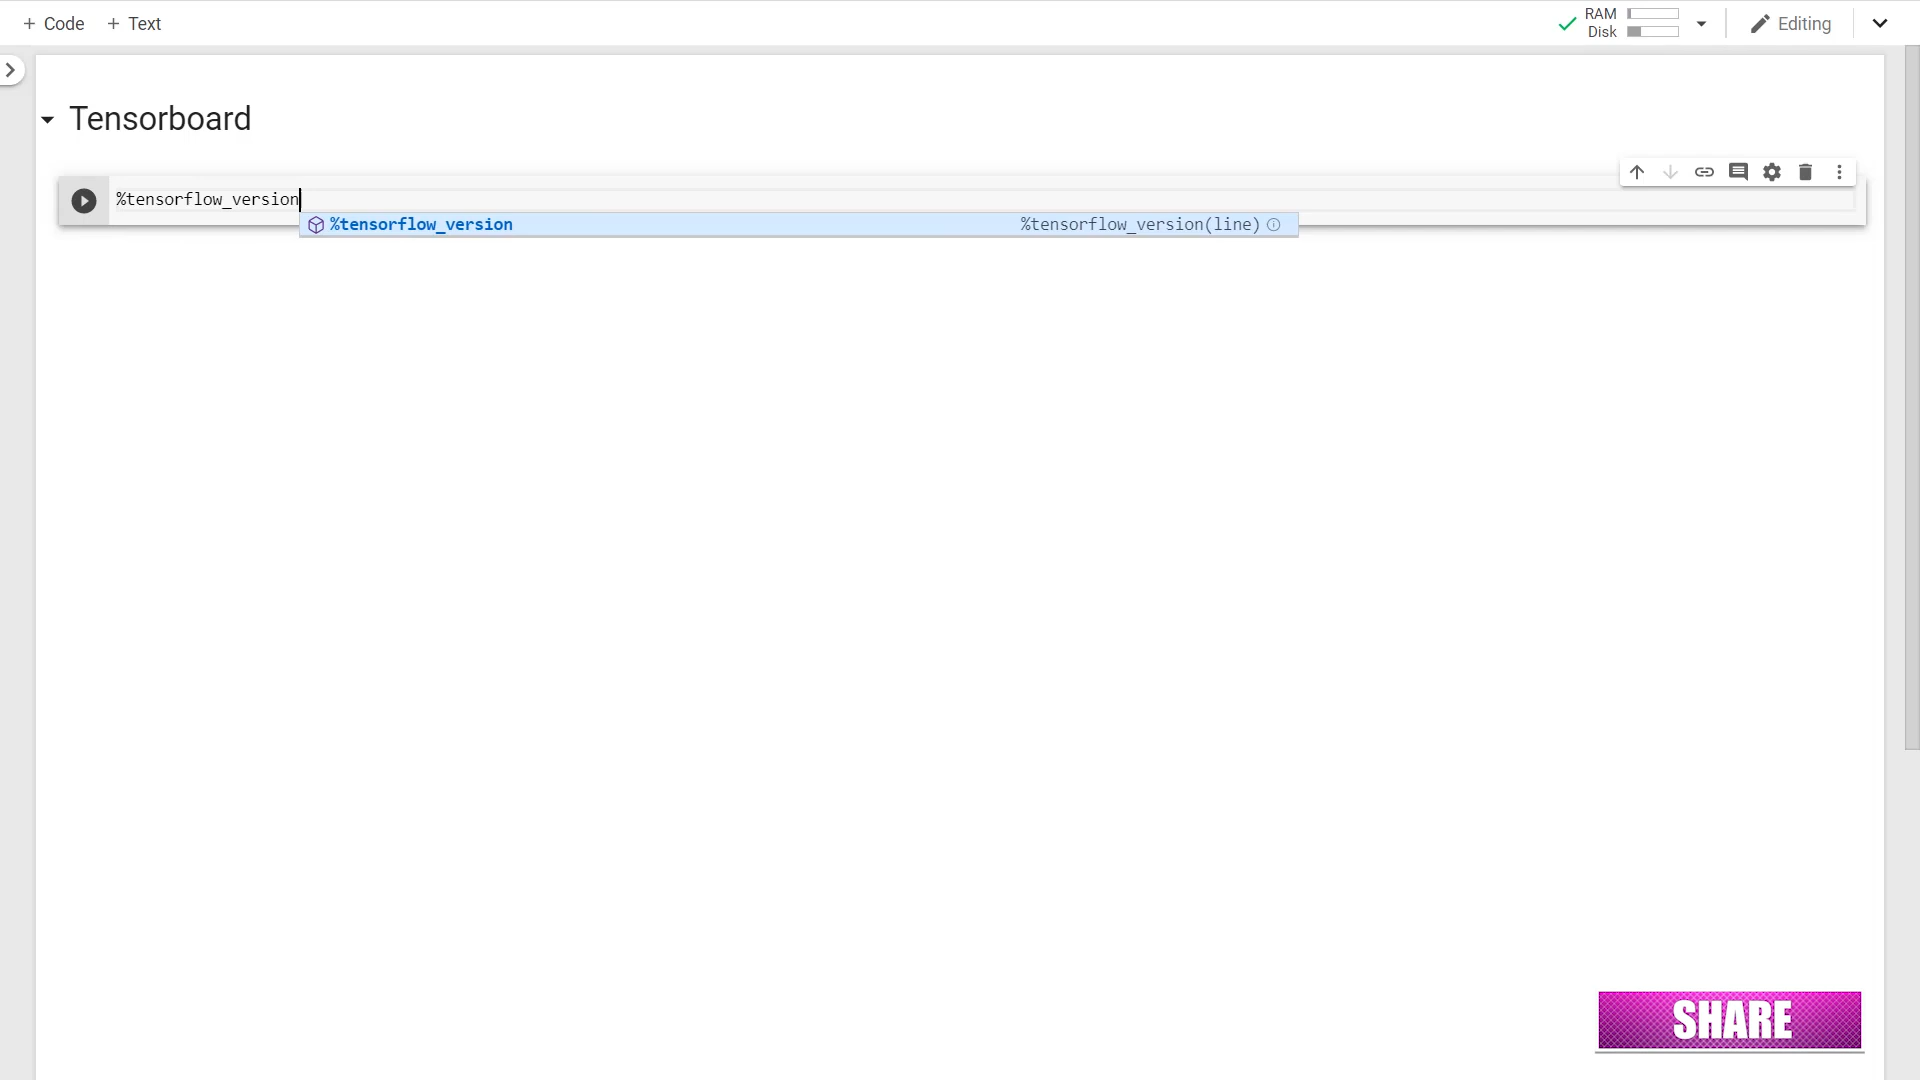 + Code + Text
RAM
Disk
Editing
Tensorboard
%tensorflow_version
%tensorflow_version %tensorflow_version(line)
SHARE